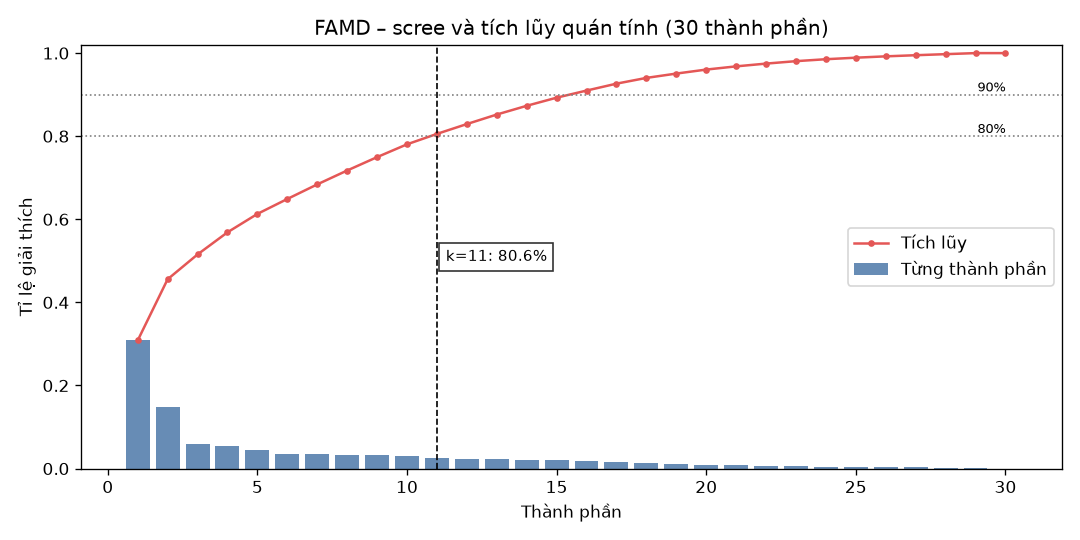 FAMD – scree và tích lũy quán tính (30 thành phần)
Tỉ lệ giải thích
1.0
0.8
0.6
0.4
0.2
0.0
90%
80%
k=11: 80.6%
Tích lũy
Từng thành phần
0 5 10 15 20 25 30
Thành phần